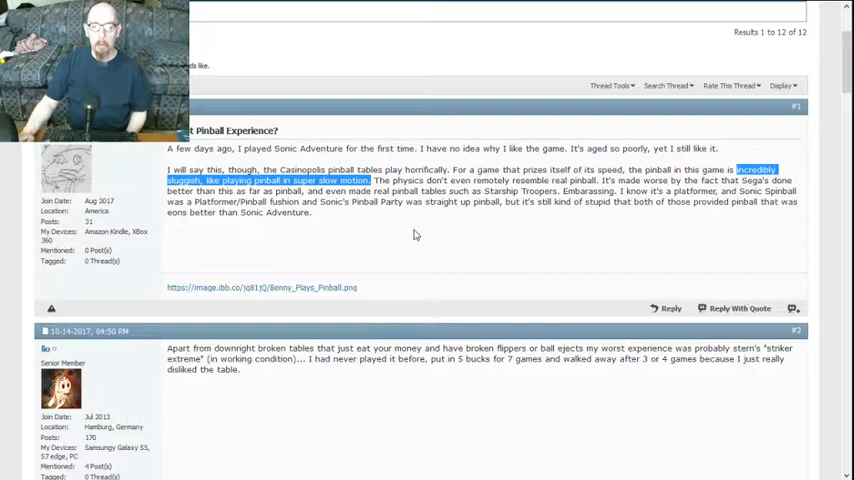 Results 1 to 12 of 12
ds like.
Thread Tools▼ Search Thread▼ Rate This Thread▼ Display▼
#1
t Pinball Experience?
A few days ago, I played Sonic Adventure for the first time. I have no idea why I like the game. It's aged so poorly, yet I still like it.
I will say this, though, the Casinopolis pinball tables play horrifically. For a game that prizes itself of its speed, the pinball in this game is incredibly
sluggish, like playing pinball in super slow motion. The physics don't even remotely resemble real pinball. It's made worse by the fact that Sega's done
better than this as far as pinball, and even made real pinball tables such as Starship Troopers. Embarassing. I know it's a platformer, and Sonic Spinball
was a Platformer/Pinball fushion and Sonic's Pinball Party was straight up pinball, but it's still kind of stupid that both of those provided pinball that was
eons better than Sonic Adventure.
Join Date: Aug 2017
Location: America
Posts: 31
My Devices: Amazon Kindle, XBox
360
Mentioned: 0 Post(s)
Tagged: 0 Thread(s)
https://image.ibb.co/jq81jQ/Benny_Plays_Pinball.png
Reply Reply With Quote
10-14-2017, 04:50 PM #2
lio
Senior Member
Apart from downright broken tables that just eat your money and have broken flippers or ball ejects my worst experience was probably stern's "striker
extreme" (in working condition)... I had never played it before, put in 5 bucks for 7 games and walked away after 3 or 4 games because I just really
disliked the table.
Join Date: Jul 2013
Location: Hamburg, Germany
Posts: 170
My Devices: Samsungy Galaxy S5,
S7 edge, PC
Mentioned: 4 Post(s)
Tagged: 0 Thread(s)